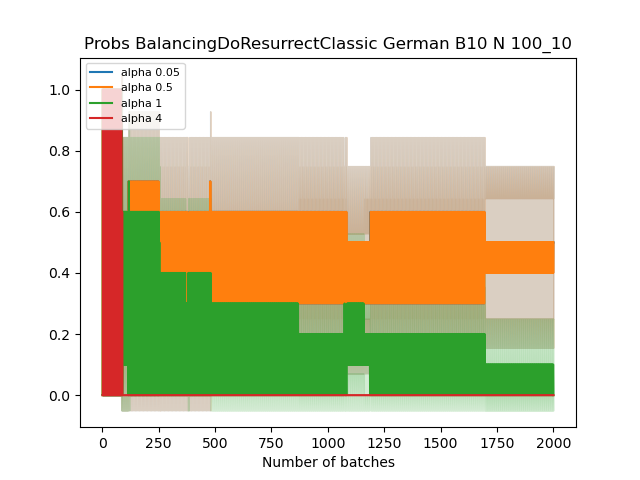 Probs BalancingDoResurrectClassic German B10 N 100_10
alpha 0.05
alpha 0.5
alpha 1
alpha 4
1.0
0.8
0.6
0.4
0.2
0.0
0 250 500 750 1000 1250 1500 1750 2000
Number of batches